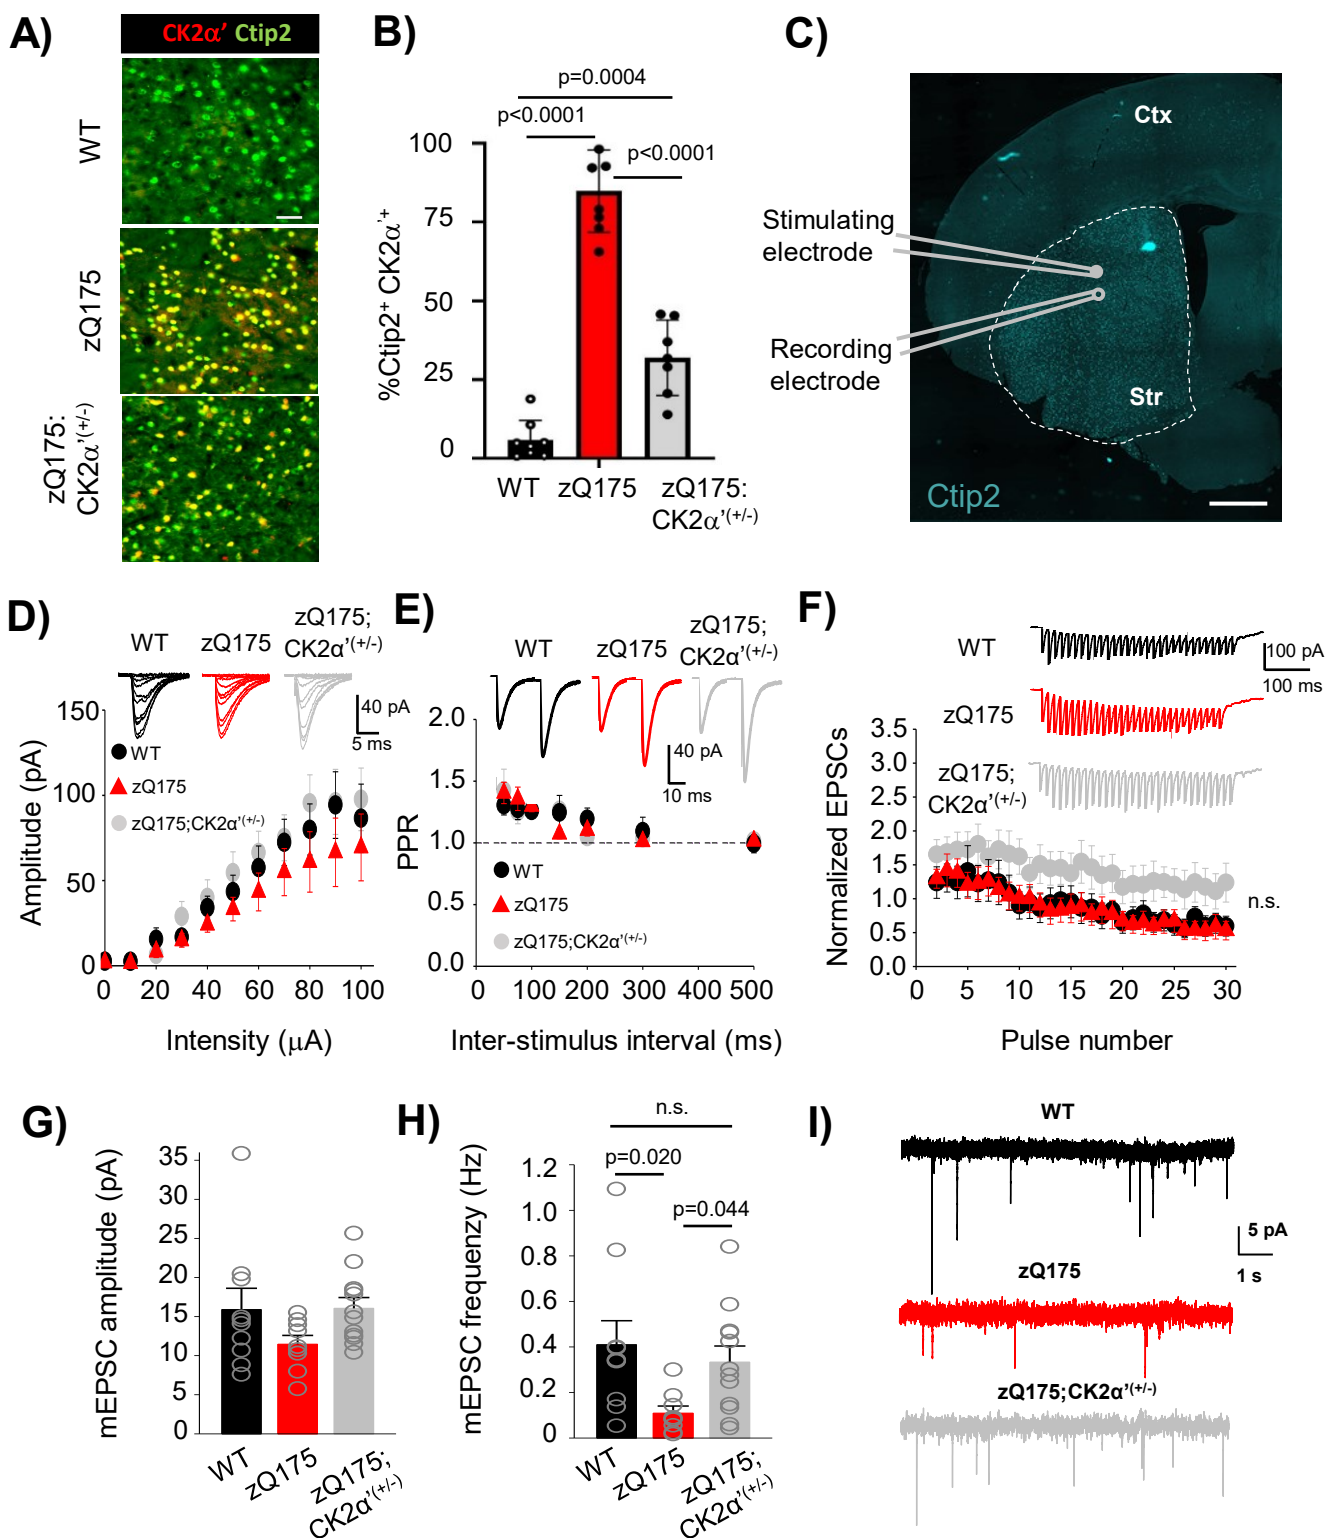 A)
CK2α’ Ctip2
WT
zQ175
zQ175:
CK2α’(+/-)
B)
p=0.0004
p<0.0001
p<0.0001
%Ctip2+ CK2α’+
100
75
50
25
0
WT
zQ175
zQ175:
CK2α’(+/-)
C)
Ctx
Stimulating
electrode
Recording
electrode
Str
Ctip2
D)
WT
zQ175
zQ175;
CK2α’(+/-)
40 pA
5 ms
WT
zQ175
zQ175;CK2α’(+/-)
Amplitude (pA)
150
100
50
0
0 20 40 60 80 100
Intensity (μA)
E)
WT
zQ175
zQ175;
CK2α’(+/-)
40 pA
10 ms
PPR
2.0
1.5
1.0
0.5
0.0
WT
zQ175
zQ175;CK2α’(+/-)
0 100 200 300 400 500
Inter-stimulus interval (ms)
F)
WT
100 pA
100 ms
zQ175
zQ175;
CK2α’(+/-)
Normalized EPSCs
3.5
3.0
2.5
2.0
1.5
1.0
0.5
0.0
n.s.
0 5 10 15 20 25 30
Pulse number
G)
mEPSC amplitude (pA)
35
30
25
20
15
10
5
0
WT
zQ175
zQ175;
CK2α’(+/-)
H)
n.s.
p=0.020
p=0.044
mEPSC frequenzy (Hz)
1.2
1.0
0.8
0.6
0.4
0.2
0
WT
zQ175
zQ175;
CK2α’(+/-)
I)
WT
5 pA
1 s
zQ175
zQ175;CK2α’(+/-)